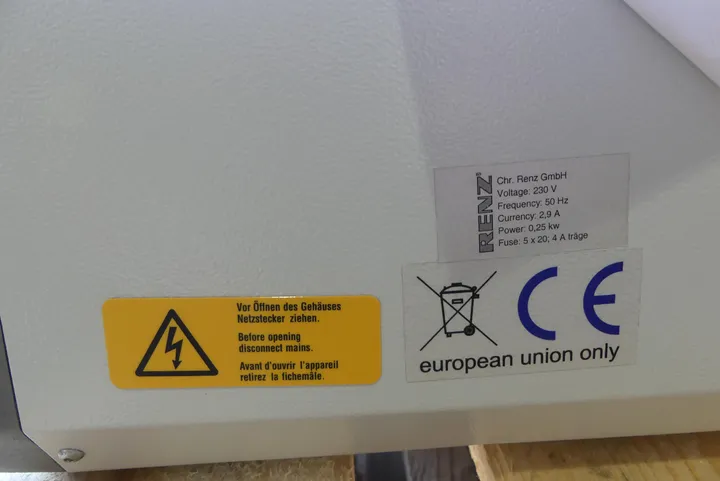 RENZ
Chr. Renz GmbH
Voltage: 230 V
Frequency: 50 Hz
Currency: 2,9 A
Power: 0,25 kw
Fuse: 5 x 20; 4 A träge
CE
european union only
Vor Öffnen des Gehäuses
Netzstecker ziehen.
Before opening
disconnect mains.
Avant d'ouvrir l'appareil
retirez la fichemâle.